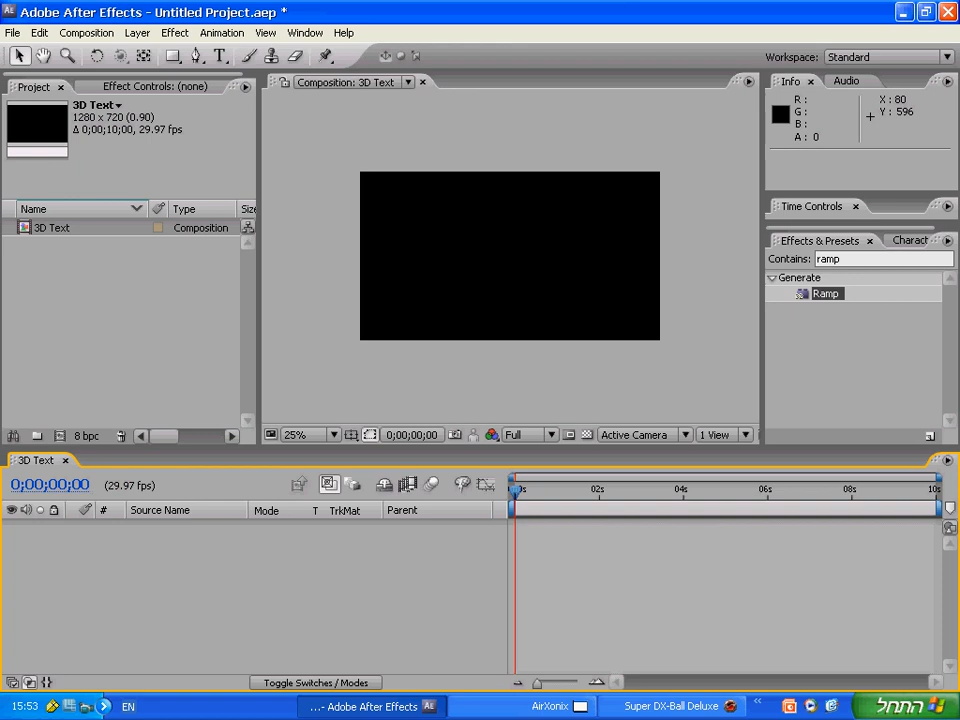 Adobe After Effects - Untitled Project.aep *
File Edit Composition Layer Effect Animation View Window Help
Workspace: Standard
Project Effect Controls: (none)
3D Text
1280 x 720 (0.90)
Δ 0;00;10;00, 29.97 fps
Name Type Size
3D Text Composition
8 bpc
Composition: 3D Text
25% 0;00;00;00 Full Active Camera 1 View
Info Audio
R :
G :
B :
A : 0
X : 80
Y : 596
Time Controls
Effects & Presets Charact
Contains: ramp
Generate
Ramp
3D Text
0;00;00;00 (29.97 fps)
0s 02s 04s 06s 08s 10s
# Source Name Mode T TrkMat Parent
Toggle Switches / Modes
15:53 EN ...- Adobe After Effects AirXonix Super DX-Ball Deluxe התחל